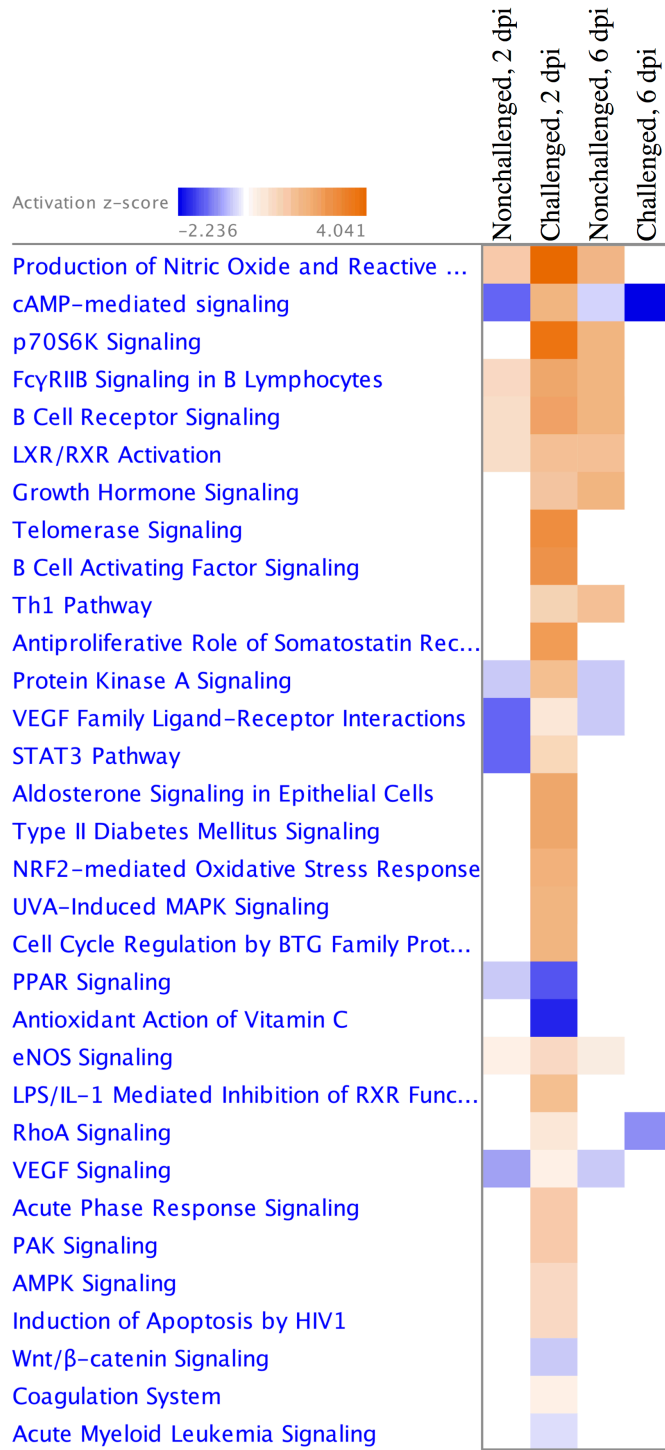 Nonchallenged, 2 dpi
Challenged, 2 dpi
Nonchallenged, 6 dpi
Challenged, 6 dpi
Activation z-score
-2.236 4.041
Production of Nitric Oxide and Reactive ...
cAMP-mediated signaling
p70S6K Signaling
FcγRIIB Signaling in B Lymphocytes
B Cell Receptor Signaling
LXR/RXR Activation
Growth Hormone Signaling
Telomerase Signaling
B Cell Activating Factor Signaling
Th1 Pathway
Antiproliferative Role of Somatostatin Rec...
Protein Kinase A Signaling
VEGF Family Ligand-Receptor Interactions
STAT3 Pathway
Aldosterone Signaling in Epithelial Cells
Type II Diabetes Mellitus Signaling
NRF2-mediated Oxidative Stress Response
UVA-Induced MAPK Signaling
Cell Cycle Regulation by BTG Family Prot...
PPAR Signaling
Antioxidant Action of Vitamin C
eNOS Signaling
LPS/IL-1 Mediated Inhibition of RXR Func...
RhoA Signaling
VEGF Signaling
Acute Phase Response Signaling
PAK Signaling
AMPK Signaling
Induction of Apoptosis by HIV1
Wnt/β-catenin Signaling
Coagulation System
Acute Myeloid Leukemia Signaling